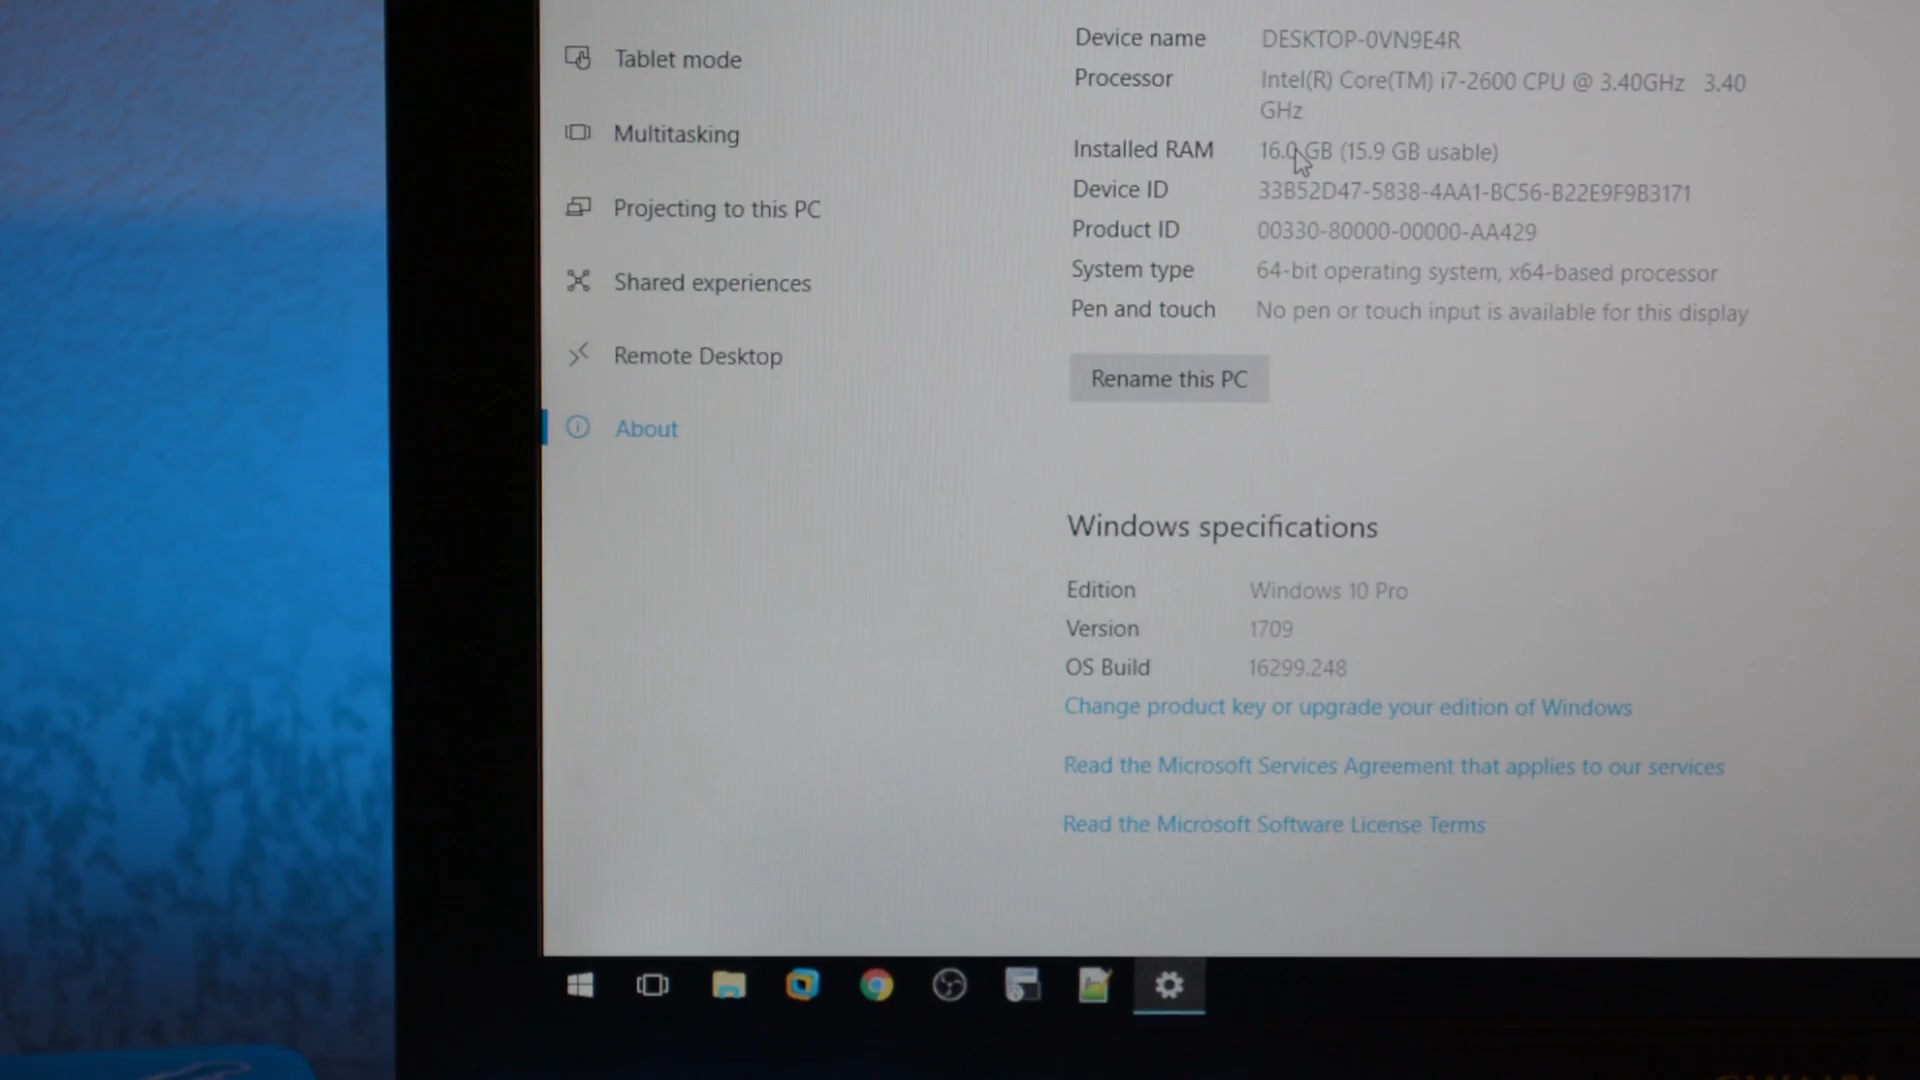 Tablet mode
Multitasking
Projecting to this PC
Shared experiences
Remote Desktop
About
Device name DESKTOP-0VN9E4R
Processor Intel(R) Core(TM) i7-2600 CPU @ 3.40GHz 3.40
GHz
Installed RAM 16.0 GB (15.9 GB usable)
Device ID 33B52D47-5838-4AA1-BC56-B22E9F9B3171
Product ID 00330-80000-00000-AA429
System type 64-bit operating system, x64-based processor
Pen and touch No pen or touch input is available for this display
Rename this PC
Windows specifications
Edition Windows 10 Pro
Version 1709
OS Build 16299.248
Change product key or upgrade your edition of Windows
Read the Microsoft Services Agreement that applies to our services
Read the Microsoft Software License Terms